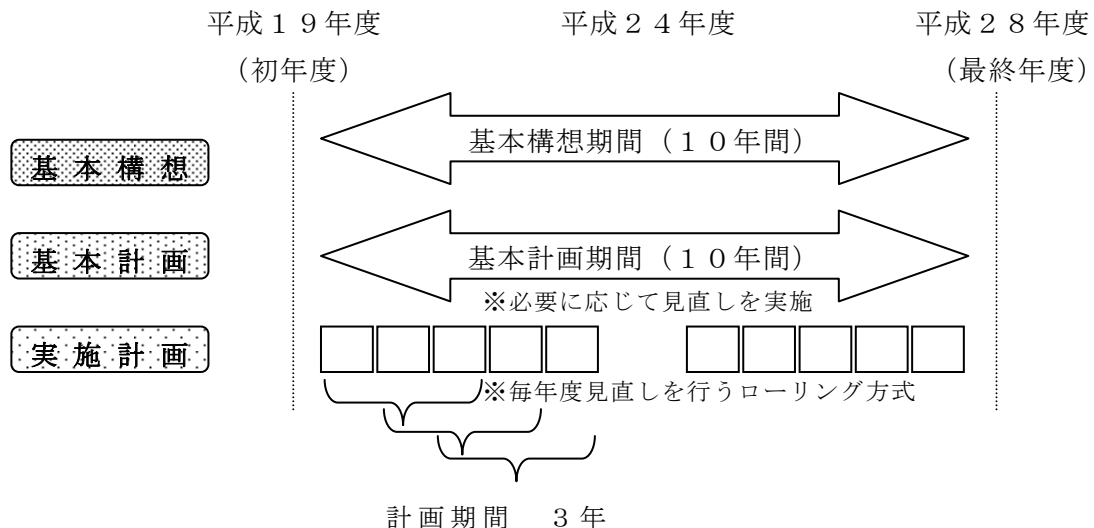 平成１９年度　平成２４年度　平成２８年度
（初年度）　（最終年度）
基本構想期間（１０年間）
基本構想
基本計画期間（１０年間）
基本計画
※必要に応じて見直しを実施
実施計画
※毎年度見直しを行うローリング方式
計画期間　３年